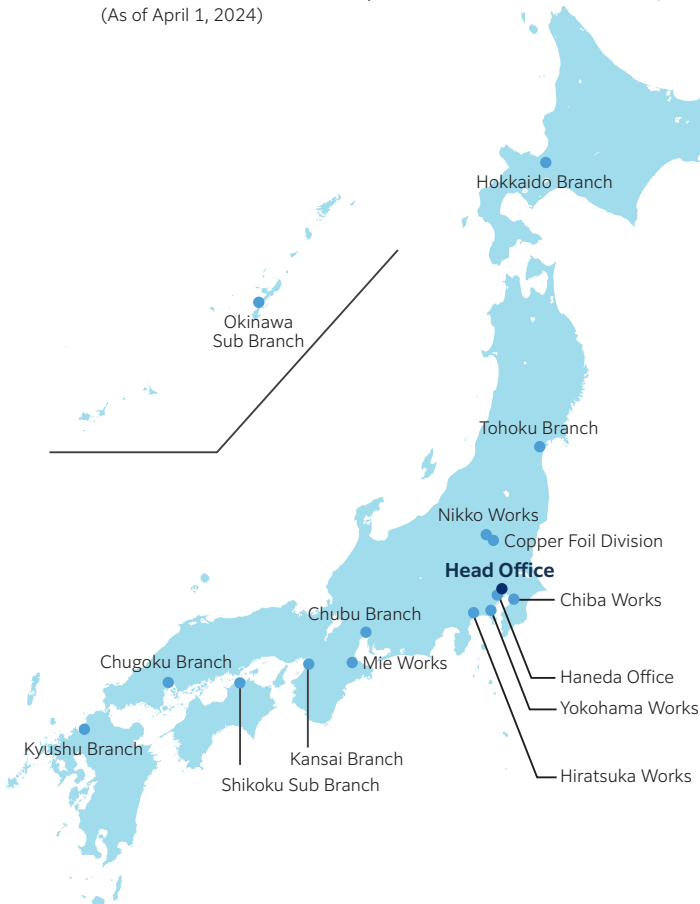 (As of April 1, 2024)
Hokkaido Branch
Okinawa
Sub Branch
Tohoku Branch
Nikko Works
Copper Foil Division
Head Office
Chiba Works
Chubu Branch
Chugoku Branch
Mie Works
Haneda Office
Yokohama Works
Kyushu Branch
Kansai Branch
Hiratsuka Works
Shikoku Sub Branch